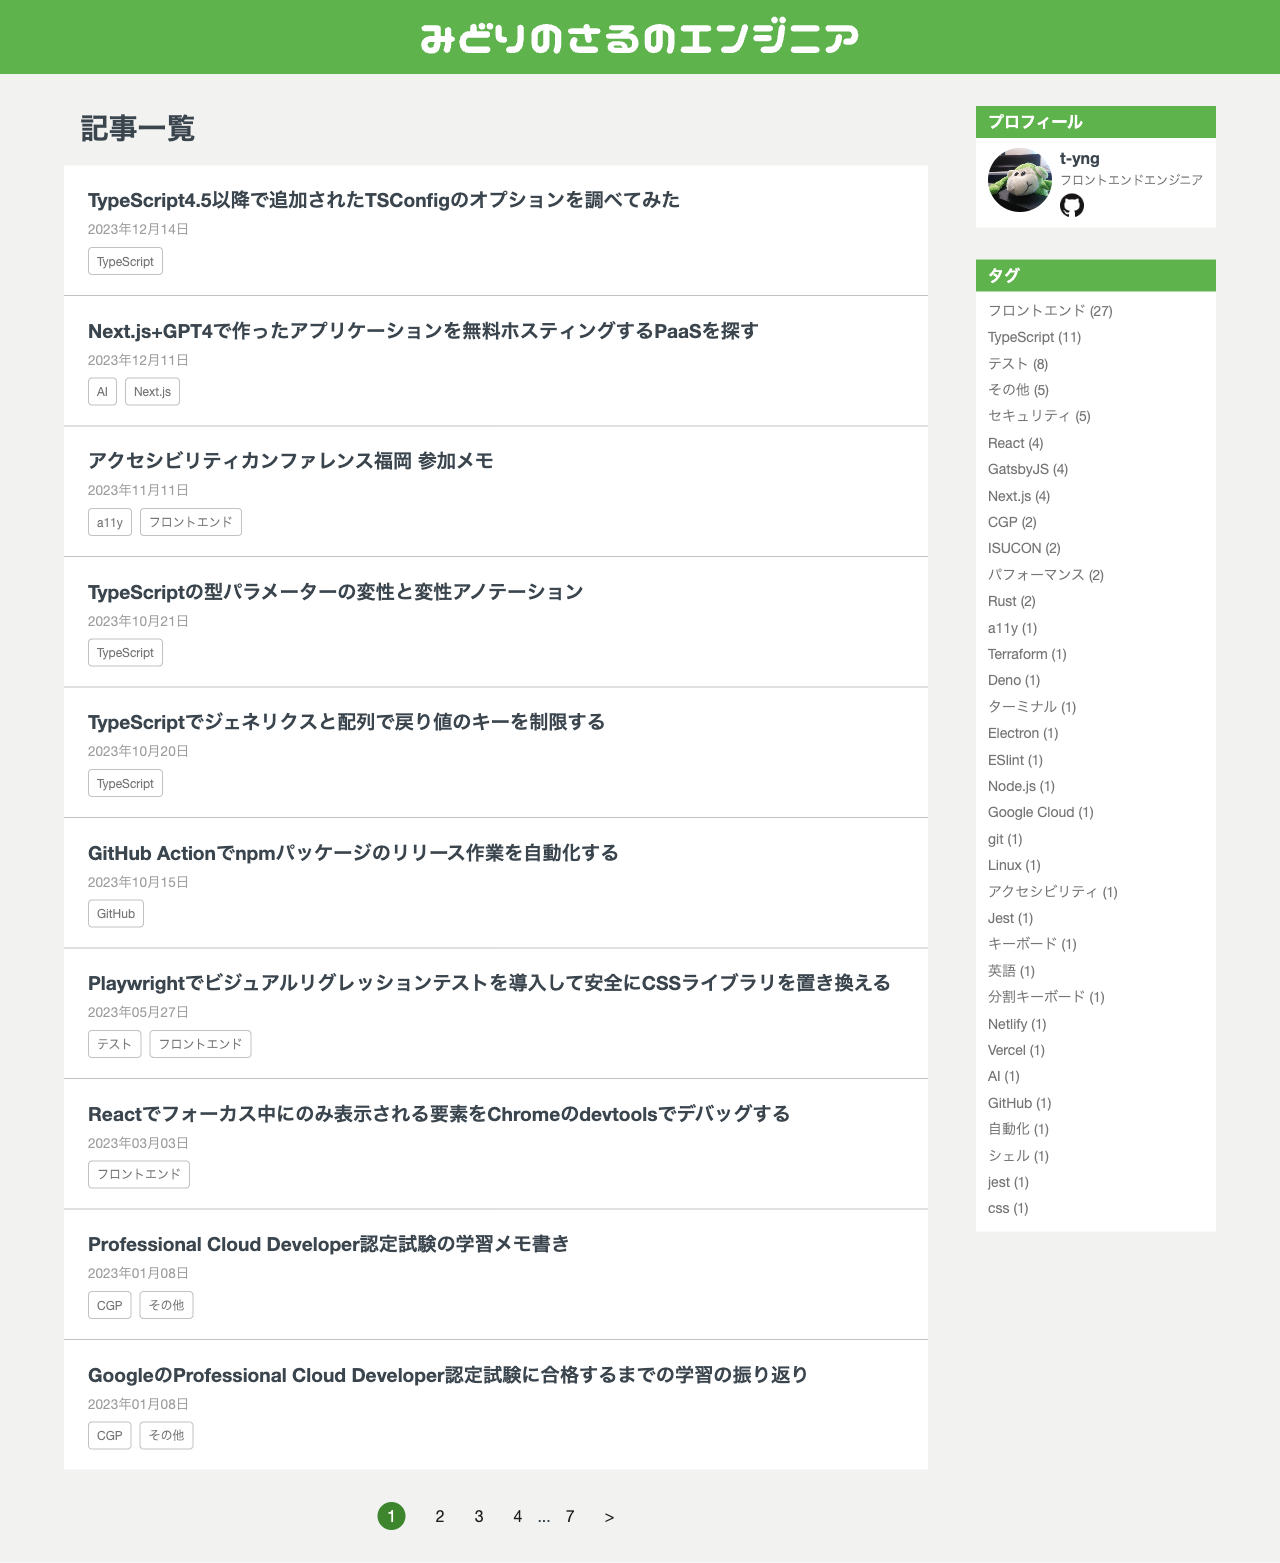 みどりのさるのエンジニア
記事一覧
TypeScript4.5以降で追加されたTSConfigのオプションを調べてみた
2023年12月14日
TypeScript
Next.js+GPT4で作ったアプリケーションを無料ホスティングするPaaSを探す
2023年12月11日
AI Next.js
アクセシビリティカンファレンス福岡 参加メモ
2023年11月11日
a11y フロントエンド
TypeScriptの型パラメーターの変性と変性アノテーション
2023年10月21日
TypeScript
TypeScriptでジェネリクスと配列で戻り値のキーを制限する
2023年10月20日
TypeScript
GitHub Actionでnpmパッケージのリリース作業を自動化する
2023年10月15日
GitHub
Playwrightでビジュアルリグレッションテストを導入して安全にCSSライブラリを置き換える
2023年05月27日
テスト フロントエンド
Reactでフォーカス中にのみ表示される要素をChromeのdevtoolsでデバッグする
2023年03月03日
フロントエンド
Professional Cloud Developer認定試験の学習メモ書き
2023年01月08日
CGP その他
GoogleのProfessional Cloud Developer認定試験に合格するまでの学習の振り返り
2023年01月08日
CGP その他
1 2 3 4 ... 7 >
プロフィール
t-yng
フロントエンドエンジニア
タグ
フロントエンド (27)
TypeScript (11)
テスト (8)
その他 (5)
セキュリティ (5)
React (4)
GatsbyJS (4)
Next.js (4)
CGP (2)
ISUCON (2)
パフォーマンス (2)
Rust (2)
a11y (1)
Terraform (1)
Deno (1)
ターミナル (1)
Electron (1)
ESlint (1)
Node.js (1)
Google Cloud (1)
git (1)
Linux (1)
アクセシビリティ (1)
Jest (1)
キーボード (1)
英語 (1)
分割キーボード (1)
Netlify (1)
Vercel (1)
AI (1)
GitHub (1)
自動化 (1)
シェル (1)
jest (1)
css (1)